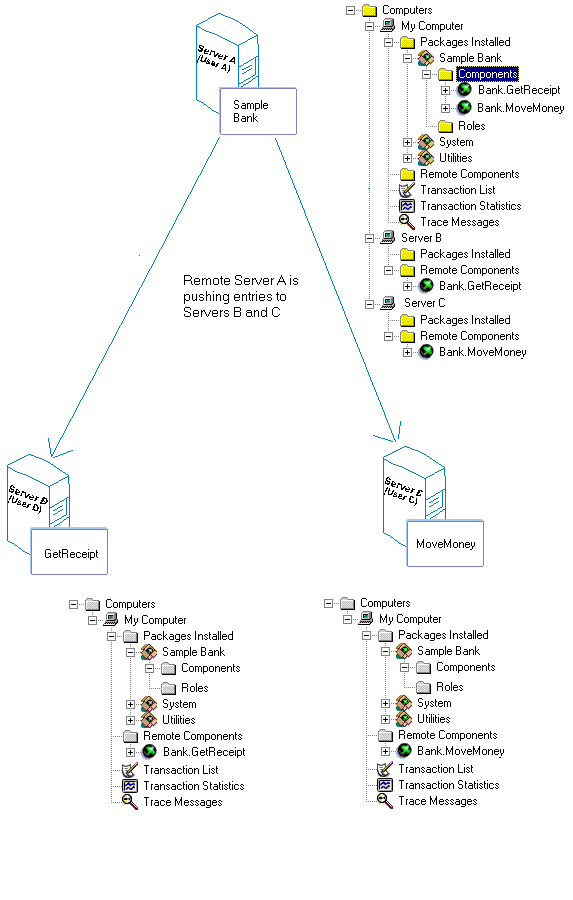 Server A
(User A)
Sample
Bank
Computers
My Computer
Packages Installed
Sample Bank
Components
Bank.GetReceipt
Bank.MoveMoney
Roles
System
Utilities
Remote Components
Transaction List
Transaction Statistics
Trace Messages
Server B
Packages Installed
Remote Components
Bank.GetReceipt
Server C
Packages Installed
Remote Components
Bank.MoveMoney
Remote Server A is
pushing entries to
Servers B and C
Server
(User
GetReceipt
Server
(User C)
MoveMoney
Computers
My Computer
Packages Installed
Sample Bank
Components
Roles
System
Utilities
Remote Components
Bank.GetReceipt
Transaction List
Transaction Statistics
Trace Messages
Computers
My Computer
Packages Installed
Sample Bank
Components
Roles
System
Utilities
Remote Components
Bank.MoveMoney
Transaction List
Transaction Statistics
Trace Messages